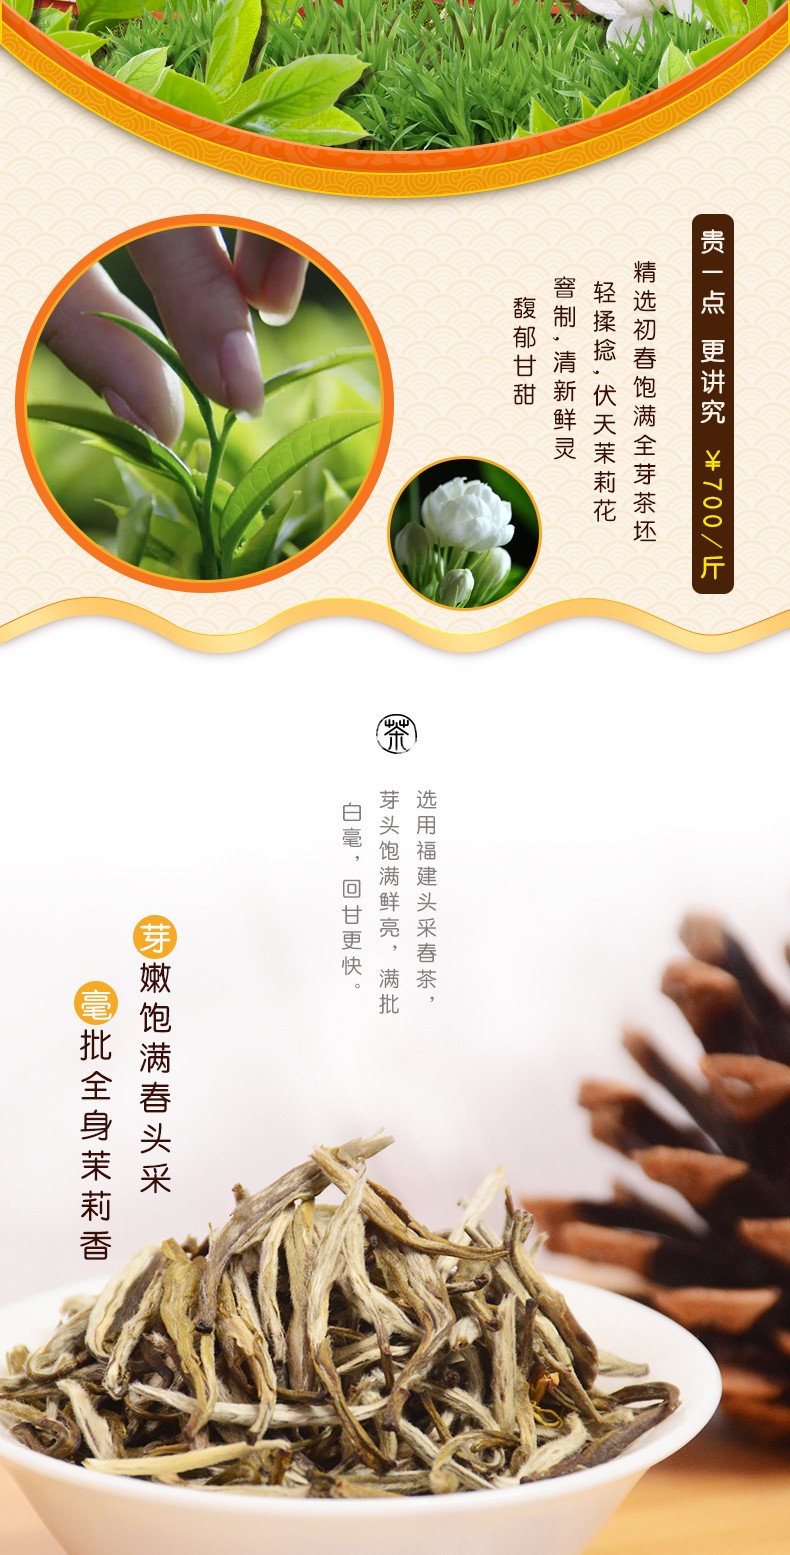 贵一点 更讲究 ¥700/斤
精选初春饱满全芽茶坯
轻揉捻,伏天茉莉花
窨制,清新鲜灵
馥郁甘甜
茶
选用福建头采春茶，
芽头饱满鲜亮，满批
白毫，回甘更快。
芽嫩饱满春头采
毫批全身茉莉香